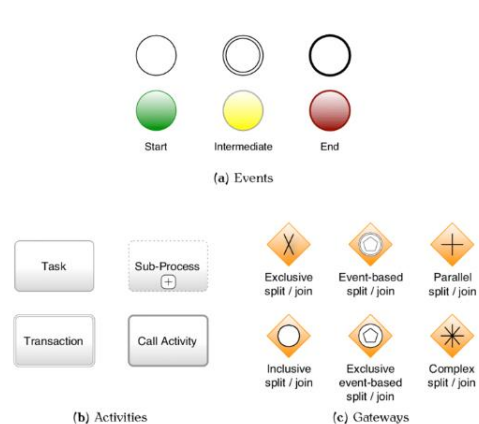 Start
Intermediate
End
(a) Events
Task
Sub-Process
Transaction
Call Activity
(b) Activities
Exclusive
split / join
Event-based
split / join
Parallel
split / join
Inclusive
split / join
Exclusive
event-based
split / join
Complex
split / join
(c) Gateways